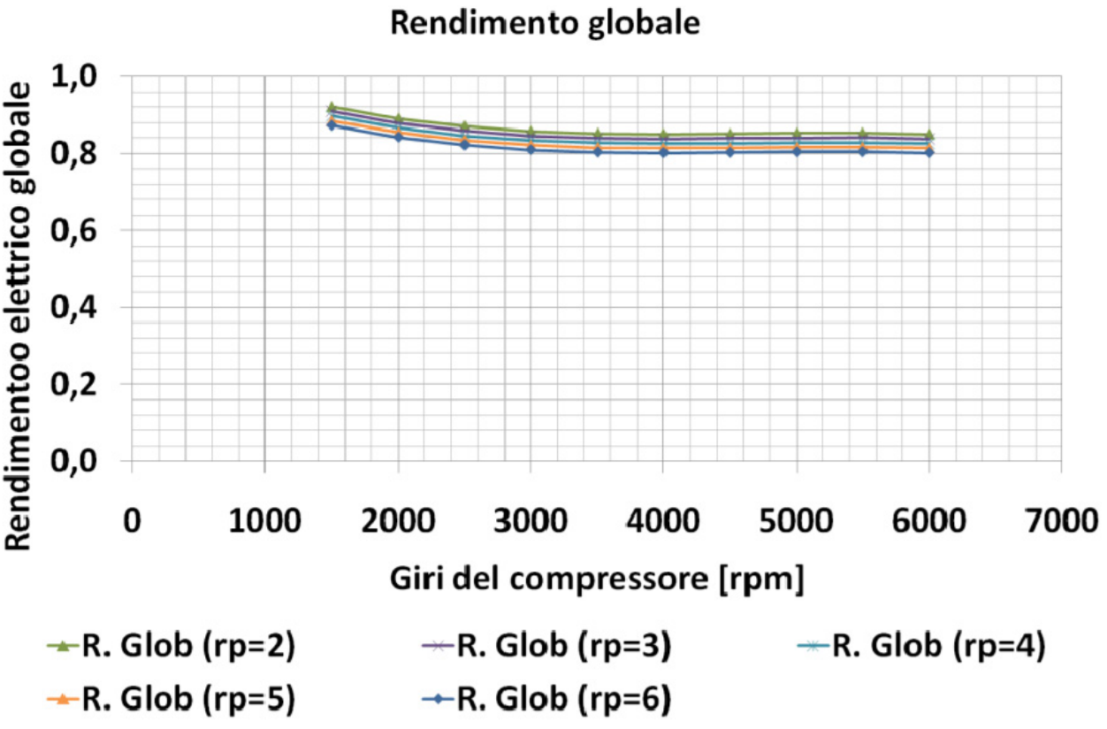 Rendimento globale
Rendimentoo elettrico globale
1,0
0,8
0,6
0,4
0,2
0,0
0 1000 2000 3000 4000 5000 6000 7000
Giri del compressore [rpm]
R. Glob (rp=2) R. Glob (rp=3) R. Glob (rp=4)
R. Glob (rp=5) R. Glob (rp=6)